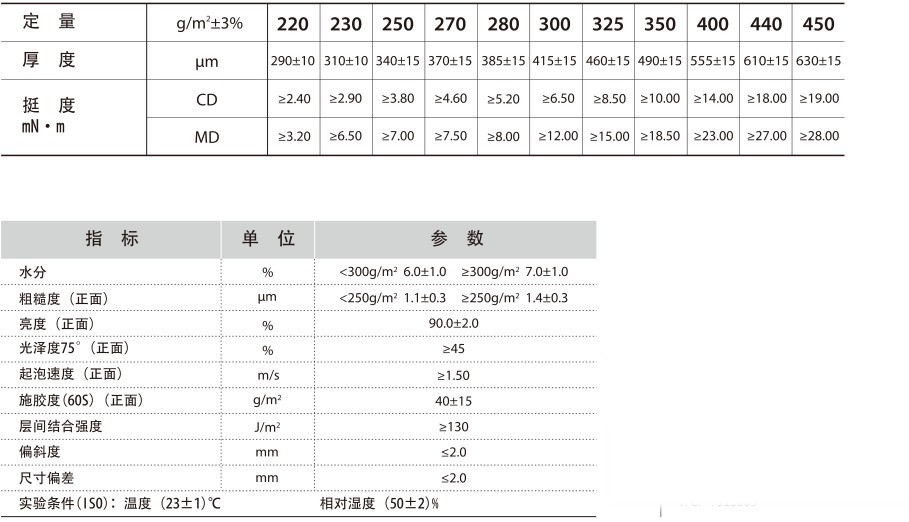 定 量 g/m²±3% 220 230 250 270 280 300 325 350 400 440 450
厚 度 μm 290±10 310±10 340±15 370±15 385±15 415±15 460±15 490±15 555±15 610±15 630±15
挺 度 mN·m CD ≥2.40 ≥2.90 ≥3.80 ≥4.60 ≥5.20 ≥6.50 ≥8.50 ≥10.00 ≥14.00 ≥18.00 ≥19.00
MD ≥3.20 ≥6.50 ≥7.00 ≥7.50 ≥8.00 ≥12.00 ≥15.00 ≥18.50 ≥23.00 ≥27.00 ≥28.00
指 标 单 位 参 数
水分 % <300g/m² 6.0±1.0 ≥300g/m² 7.0±1.0
粗糙度（正面） μm <250g/m² 1.1±0.3 ≥250g/m² 1.4±0.3
亮度（正面） % 90.0±2.0
光泽度75°（正面） % ≥45
起泡速度（正面） m/s ≥1.50
施胶度(60S)（正面） g/m² 40±15
层间结合强度 J/m² ≥130
偏斜度 mm ≤2.0
尺寸偏差 mm ≤2.0
实验条件(ISO)：温度（23±1）℃ 相对湿度（50±2）%